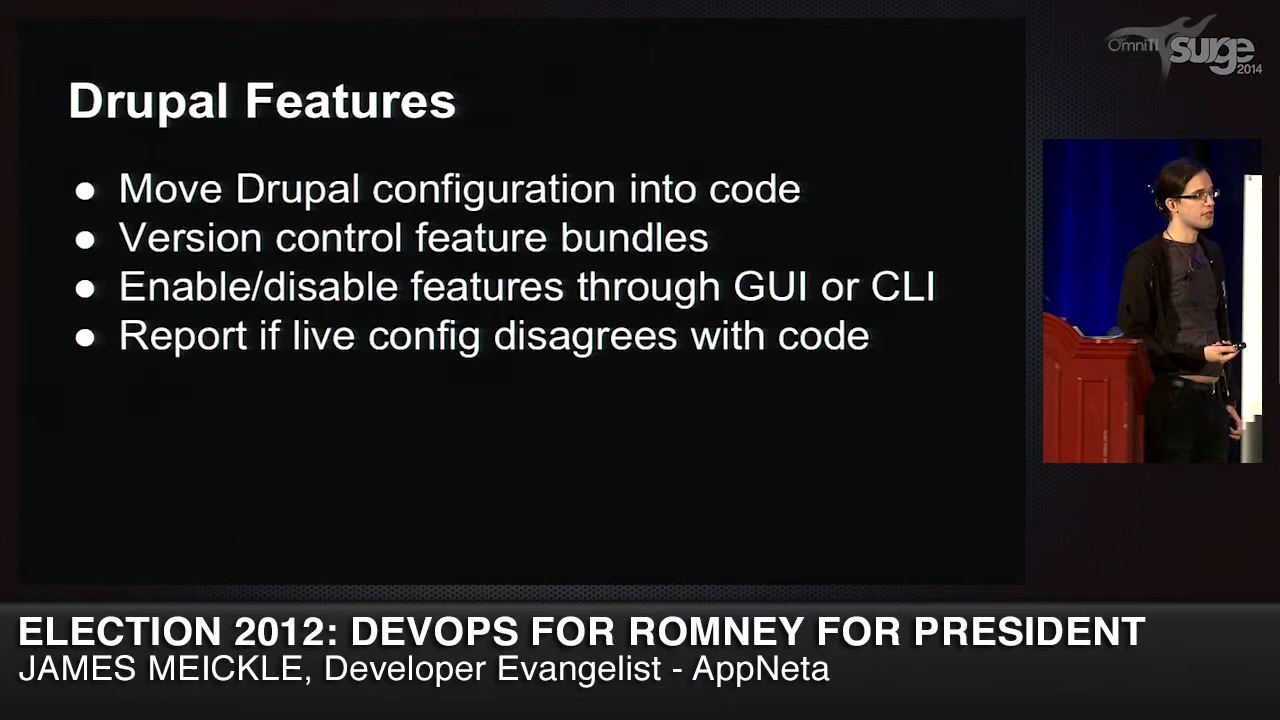 OmniTI surge 2014
Drupal Features
● Move Drupal configuration into code
● Version control feature bundles
● Enable/disable features through GUI or CLI
● Report if live config disagrees with code
ELECTION 2012: DEVOPS FOR ROMNEY FOR PRESIDENT
JAMES MEICKLE, Developer Evangelist - AppNeta